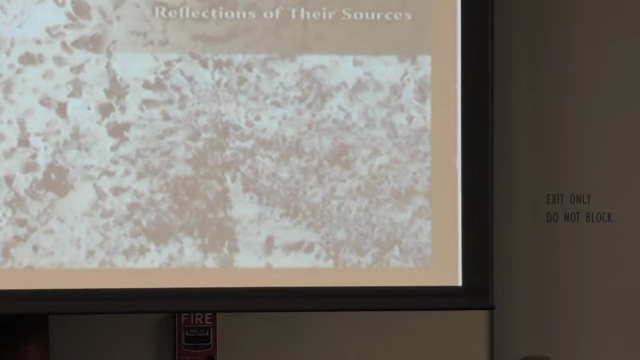 Reflections of Their Sources
EXIT ONLY
DO NOT BLOCK
FIRE